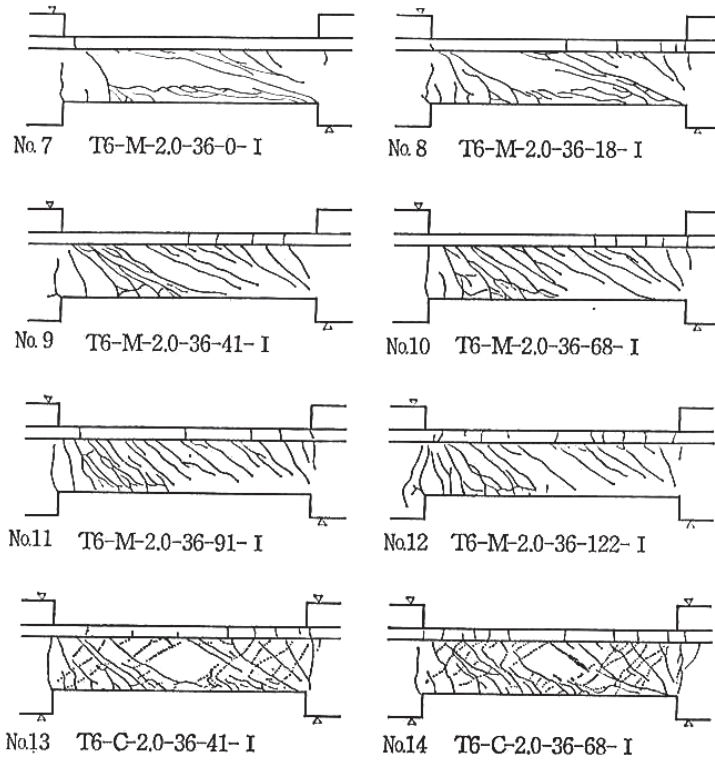 No. 7 T6-M-2.0-36-0-I
No. 8 T6-M-2.0-36-18-I
No. 9 T6-M-2.0-36-41-I
No. 10 T6-M-2.0-36-68-I
No. 11 T6-M-2.0-36-91-I
No. 12 T6-M-2.0-36-122-I
No. 13 T6-C-2.0-36-41-I
No. 14 T6-C-2.0-36-68-I